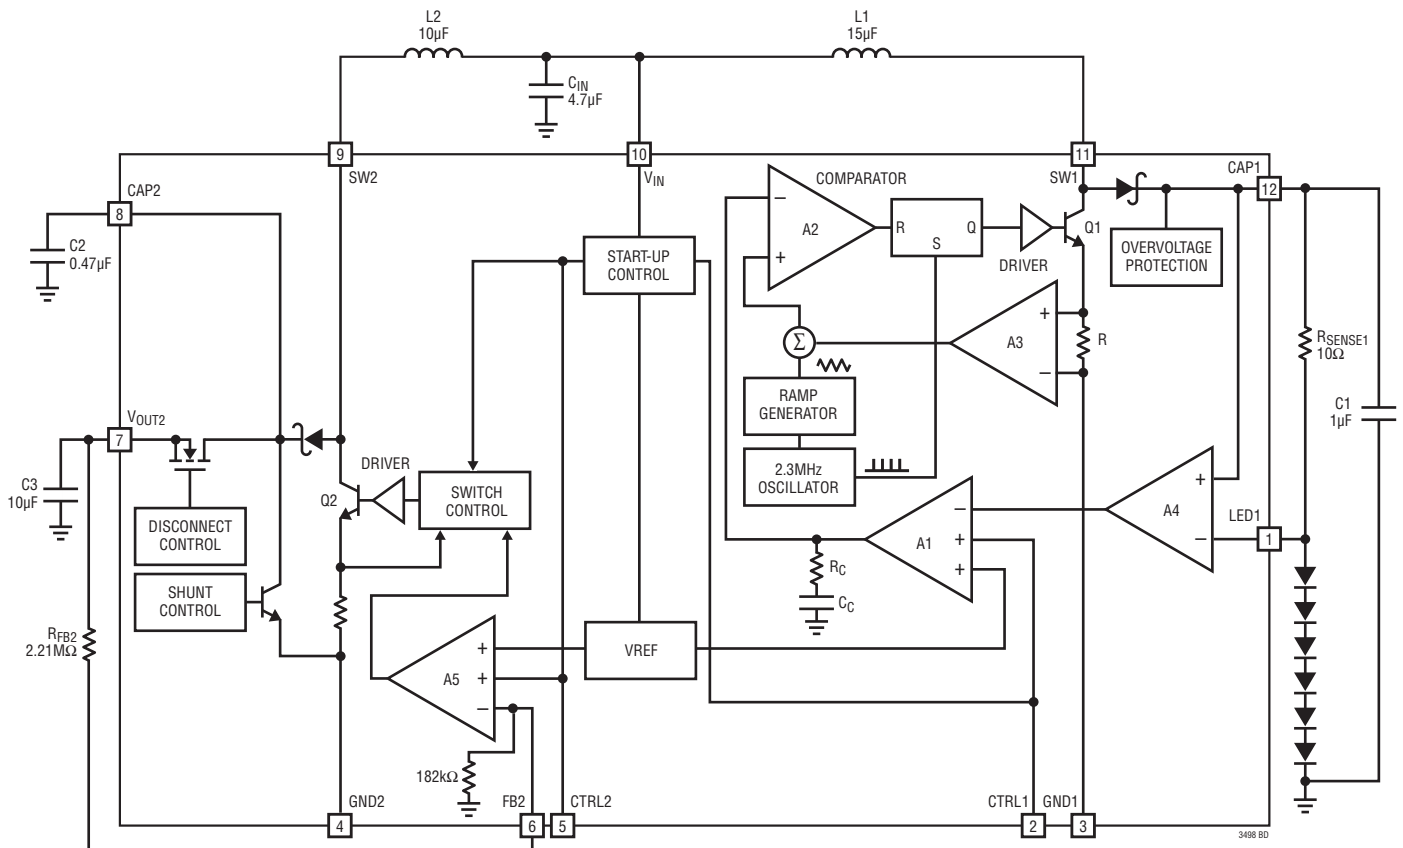 L2
10µF
L1
15µF
CIN
4.7µF
9
SW2
10
VIN
11
SW1
CAP1
12
CAP2
8
C2
0.47µF
COMPARATOR
–
A2
+
R
S
Q
DRIVER
Q1
OVERVOLTAGE
PROTECTION
START-UP
CONTROL
Σ
+
A3
–
R
RSENSE1
10Ω
RAMP
GENERATOR
C1
1µF
2.3MHz
OSCILLATOR
VOUT2
7
C3
10µF
DRIVER
Q2
SWITCH
CONTROL
DISCONNECT
CONTROL
SHUNT
CONTROL
–
A1
+
+
+
A4
–
LED1
1
RC
CC
RFB2
2.21MΩ
+
A5
+
–
VREF
182kΩ
GND2
4
FB2
6
CTRL2
5
CTRL1
2
GND1
3
3498 BD